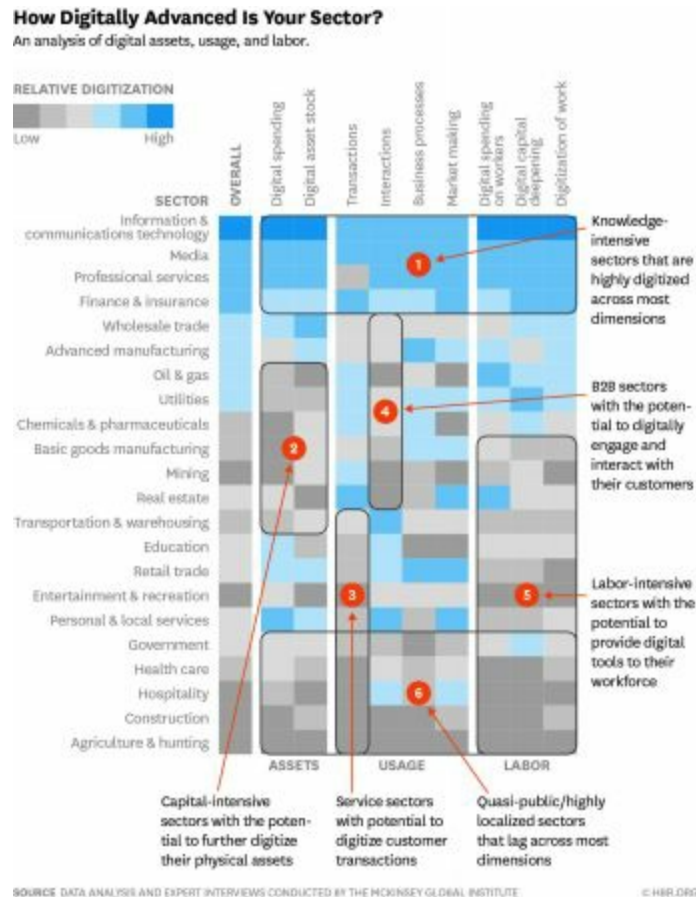 How Digitally Advanced Is Your Sector?
An analysis of digital assets, usage, and labor.
RELATIVE DIGITIZATION
Low
High
SECTOR
OVERALL
Digital spending
Digital asset stock
Transactions
Interactions
Business processes
Market making
Digital spending
on workers
Digital capital
deepening
Digitization of work
Information &
communications technology
Media
Professional services
Finance & insurance
Wholesale trade
Advanced manufacturing
Oil & gas
Utilities
Chemicals & pharmaceuticals
Basic goods manufacturing
Mining
Real estate
Transportation & warehousing
Education
Retail trade
Entertainment & recreation
Personal & local services
Government
Health care
Hospitality
Construction
Agriculture & hunting
1
2
4
3
5
6
Knowledge-
intensive
sectors that are
highly digitized
across most
dimensions
B2B sectors
with the poten-
tial to digitally
engage and
interact with
their customers
Labor-intensive
sectors with the
potential to
provide digital
tools to their
workforce
ASSETS
USAGE
LABOR
Capital-intensive
sectors with the poten-
tial to further digitize
their physical assets
Service sectors
with potential to
digitize customer
transactions
Quasi-public/highly
localized sectors
that lag across most
dimensions
SOURCE DATA ANALYSIS AND EXPERT INTERVIEWS CONDUCTED BY THE MCKINSEY GLOBAL INSTITUTE
© HBR.ORG